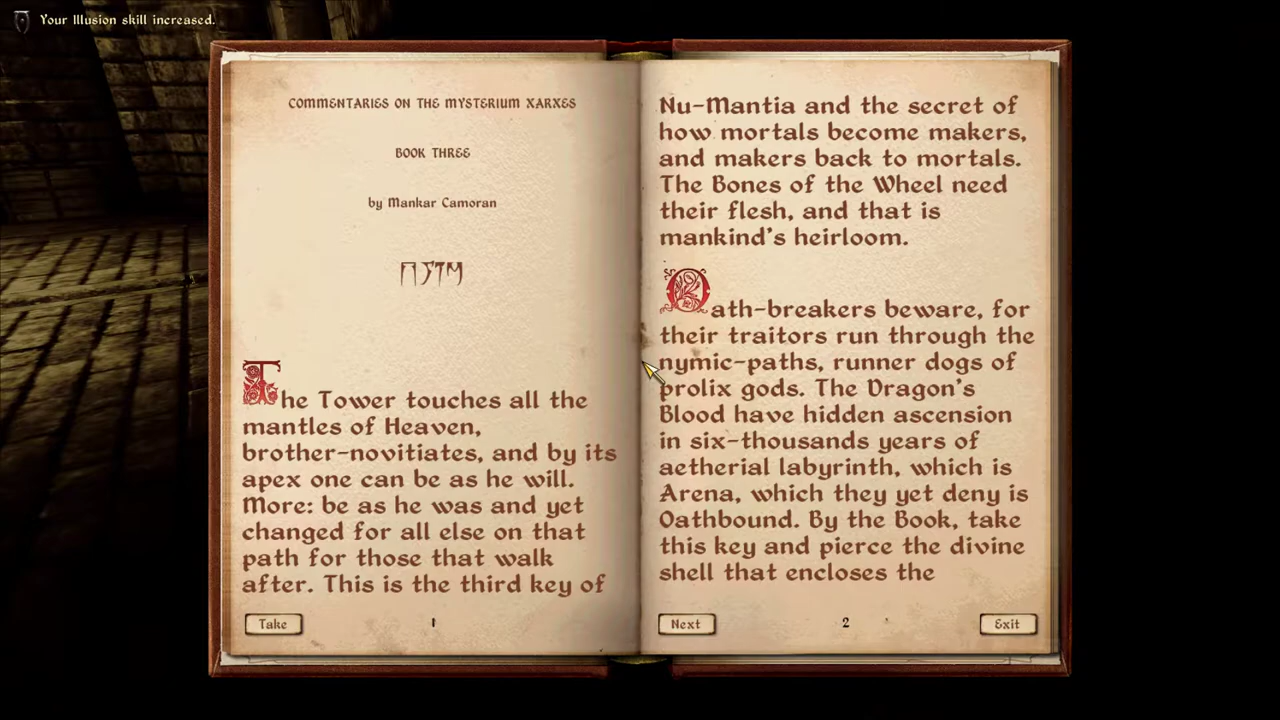 Your Illusion skill increased.
COMMENTARIES ON THE MYSTERIUM XARXES
BOOK THREE
by Mankar Camoran
The Tower touches all the
mantles of Heaven,
brother-novitiates, and by its
apex one can be as he will.
More: be as he was and yet
changed for all else on that
path for those that walk
after. This is the third key of
Take
1
Nu-Mantia and the secret of
how mortals become makers,
and makers back to mortals.
The Bones of the Wheel need
their flesh, and that is
mankind's heirloom.
Oath-breakers beware, for
their traitors run through the
nymic-paths, runner dogs of
prolix gods. The Dragon's
Blood have hidden ascension
in six-thousands years of
aetherial labyrinth, which is
Arena, which they yet deny is
Oathbound. By the Book, take
this key and pierce the divine
shell that encloses the
Next
2
Exit